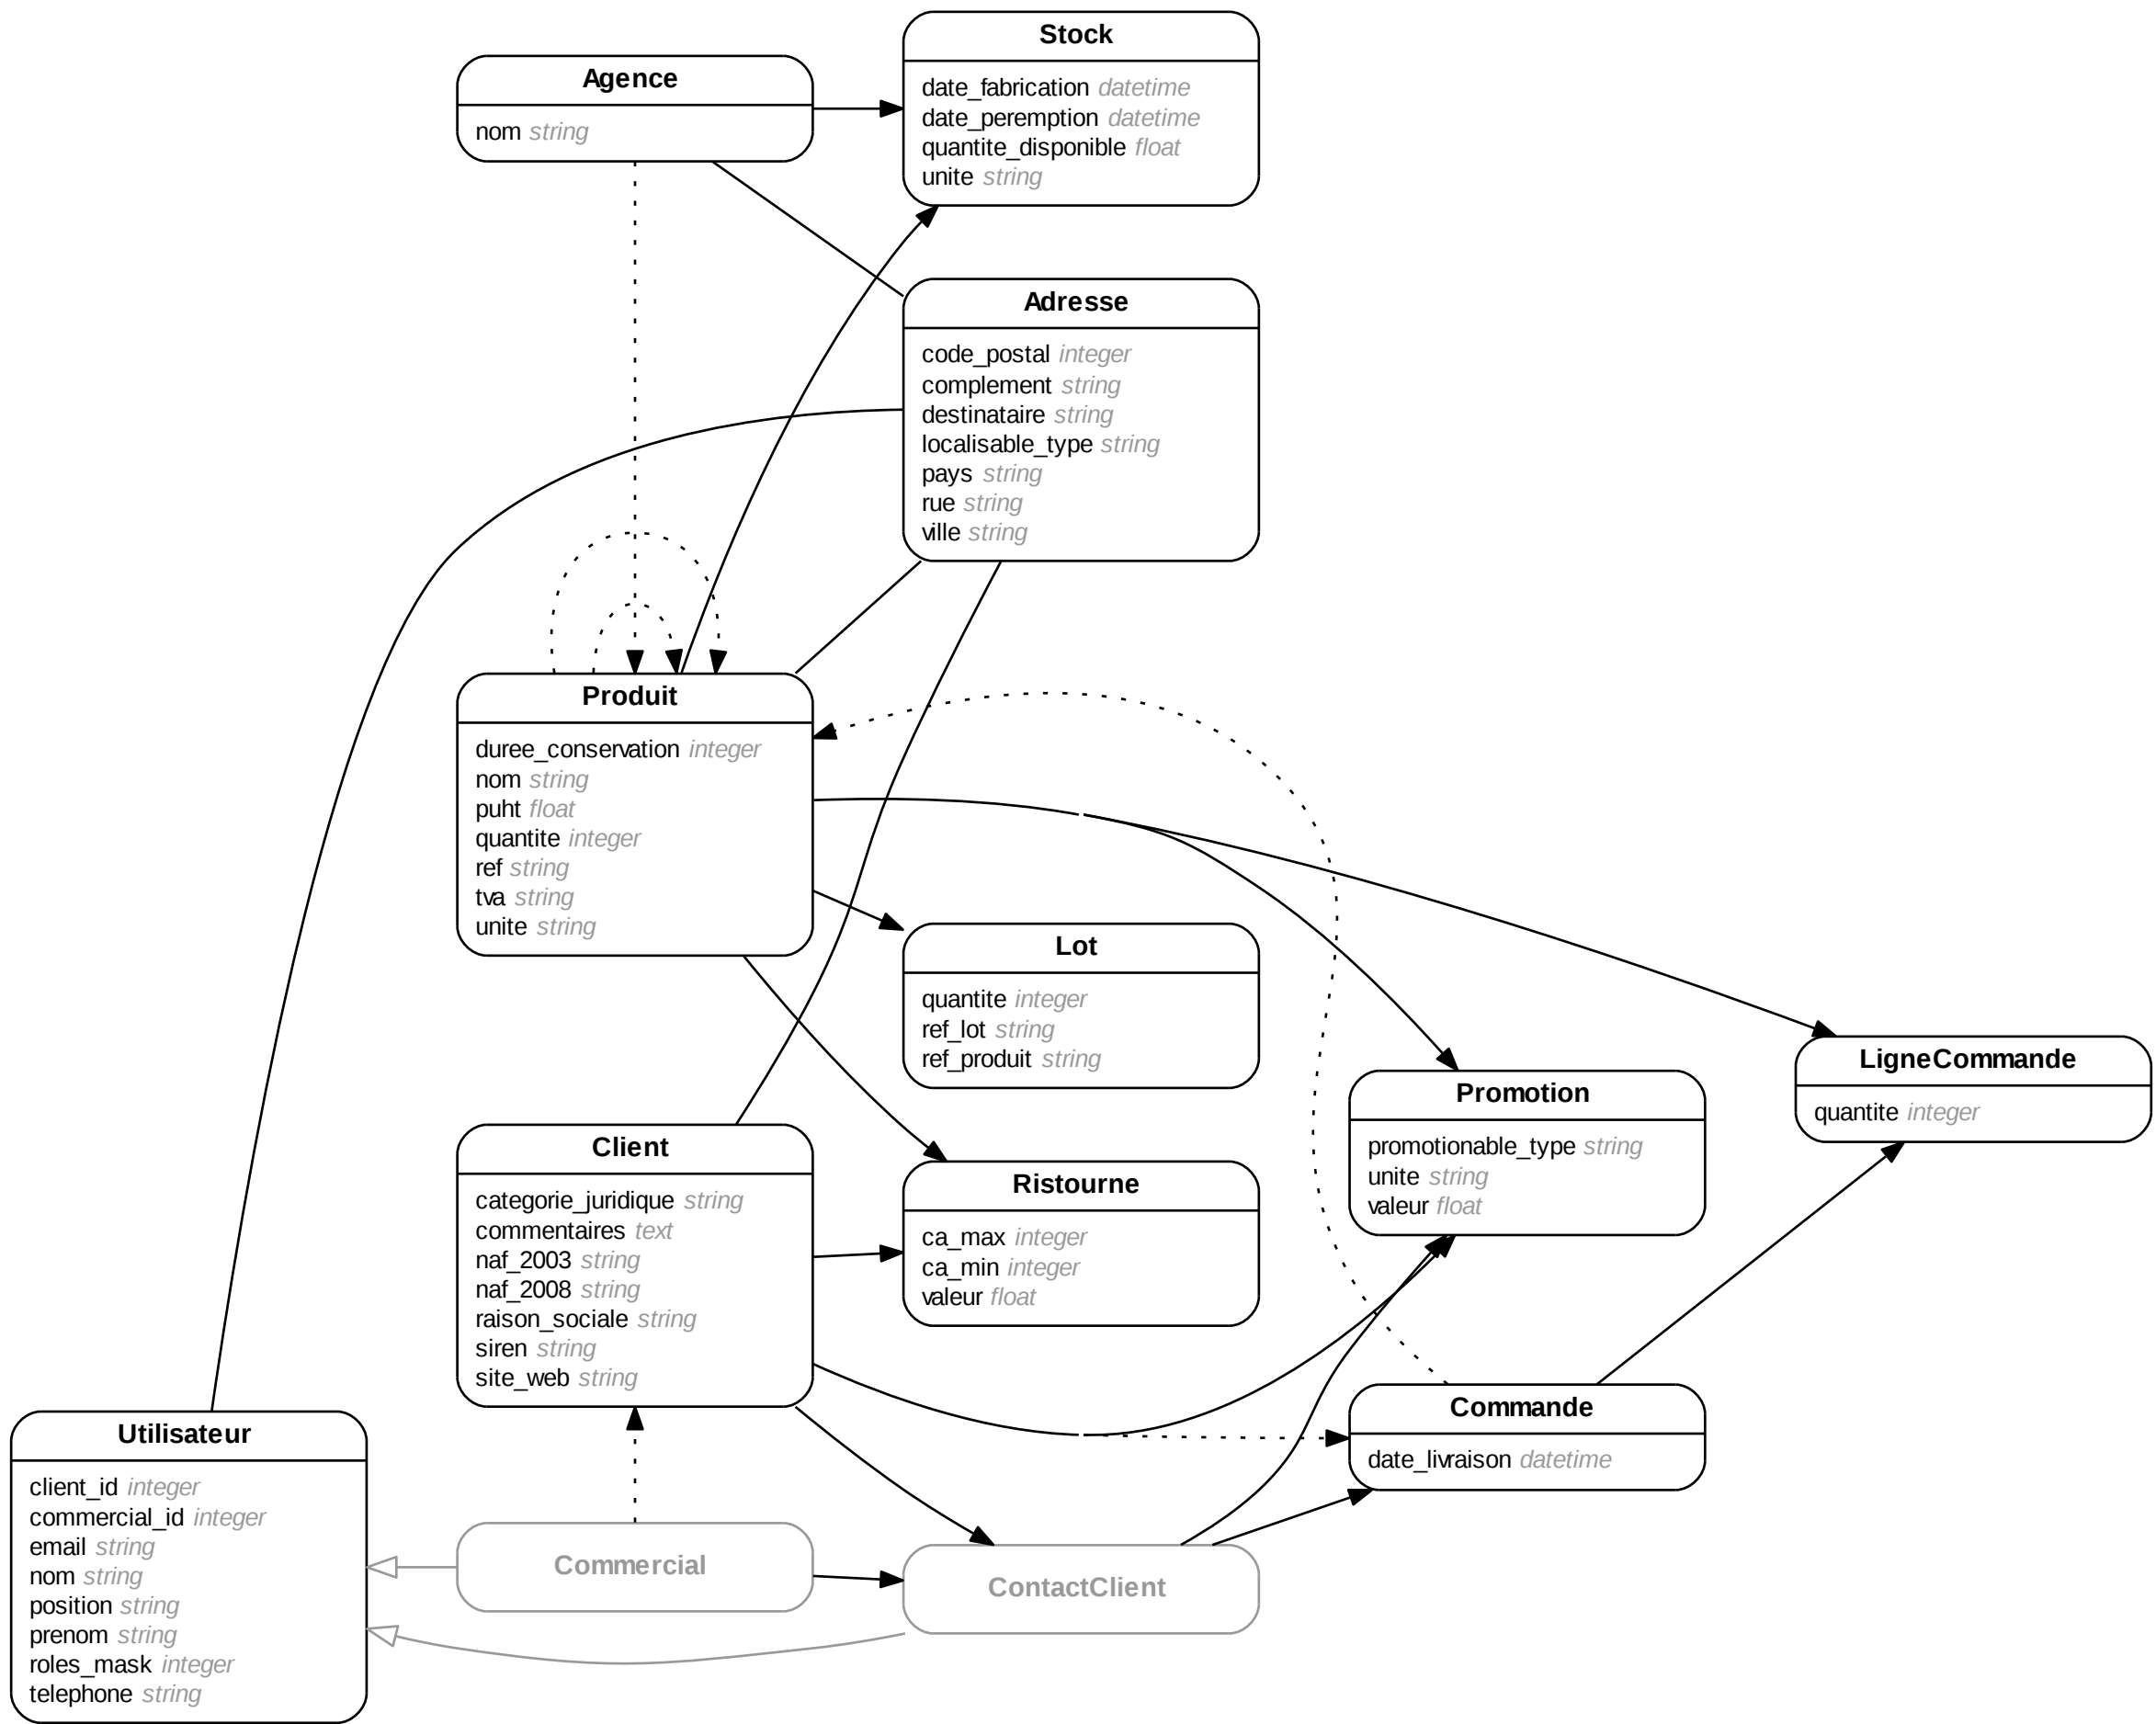 Stock
date_fabrication datetime
date_peremption datetime
quantite_disponible float
unite string
Agence
nom string
Adresse
code_postal integer
complement string
destinataire string
localisable_type string
pays string
rue string
ville string
Produit
duree_conservation integer
nom string
puht float
quantite integer
ref string
tva string
unite string
Lot
quantite integer
ref_lot string
ref_produit string
LigneCommande
quantite integer
Promotion
promotionable_type string
unite string
valeur float
Client
categorie_juridique string
commentaires text
naf_2003 string
naf_2008 string
raison_sociale string
siren string
site_web string
Ristourne
ca_max integer
ca_min integer
valeur float
Commande
date_livraison datetime
Utilisateur
client_id integer
commercial_id integer
email string
nom string
position string
prenom string
roles_mask integer
telephone string
Commercial
ContactClient